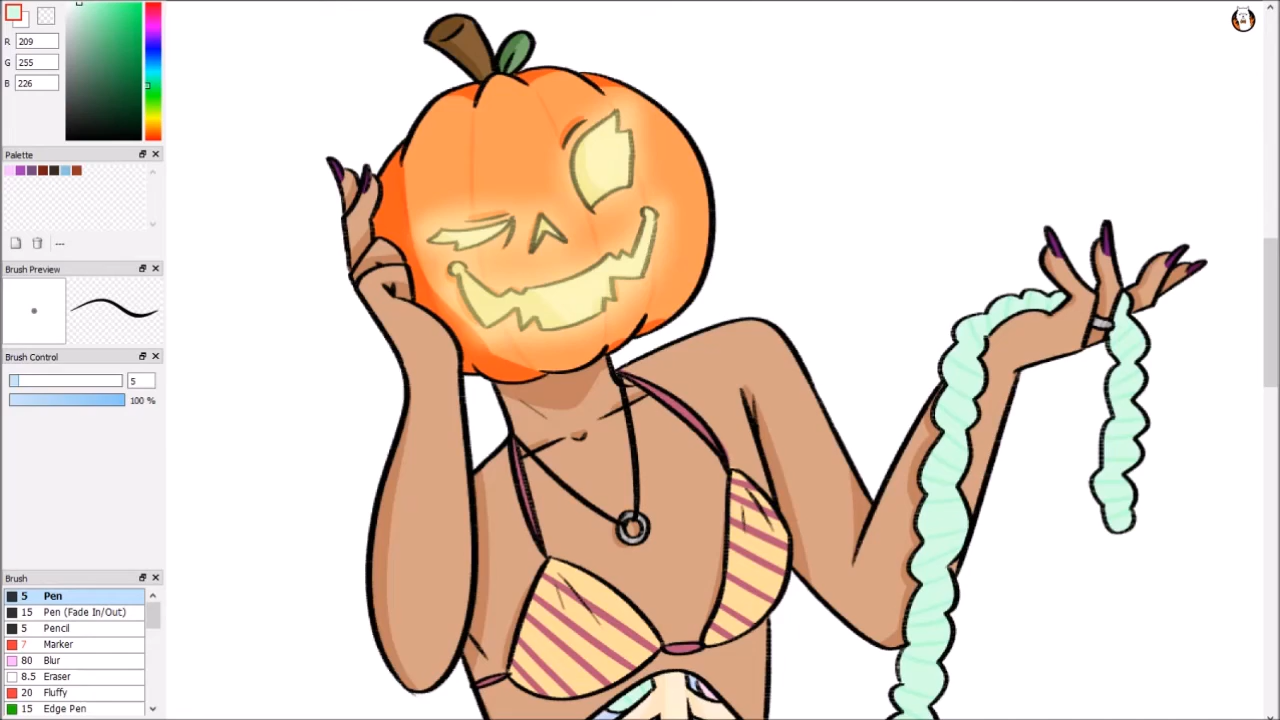 R 209
G 255
B 226
Palette
---
Brush Preview
Brush Control
5
100 %
Brush
5 Pen
15 Pen (Fade In/Out)
5 Pencil
7 Marker
80 Blur
8.5 Eraser
20 Fluffy
15 Edge Pen